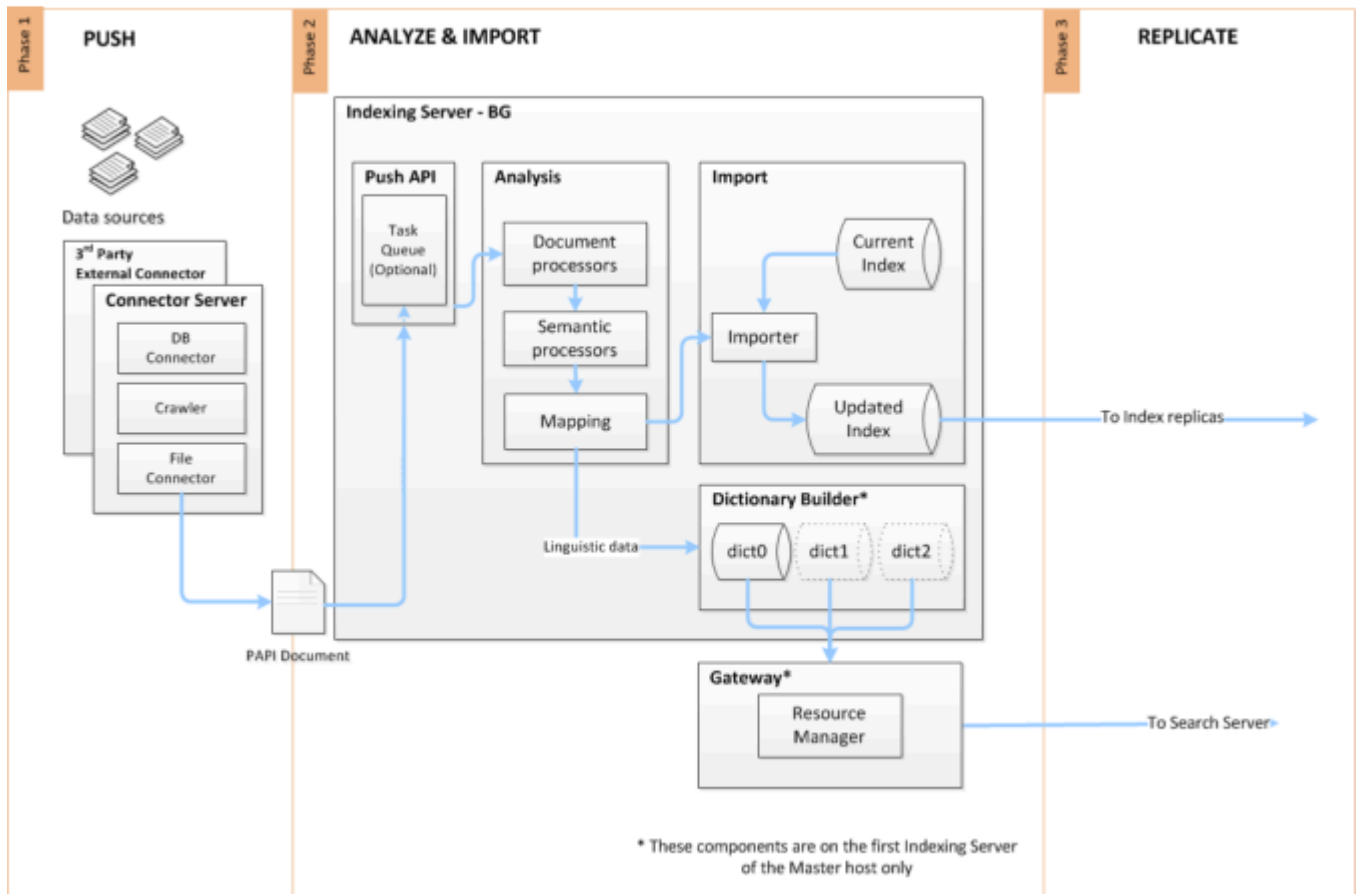 Phase 1
PUSH
Phase 2
ANALYZE & IMPORT
Phase 3
REPLICATE
Data sources
3rd Party
External Connector
Connector Server
DB
Connector
Crawler
File
Connector
PAPI Document
Indexing Server - BG
Push API
Task
Queue
(Optional)
Analysis
Document
processors
Semantic
processors
Mapping
Import
Current
Index
Importer
Updated
Index
To Index replicas
Linguistic data
Dictionary Builder*
dict0
dict1
dict2
Gateway*
Resource
Manager
To Search Server
* These components are on the first Indexing Server
of the Master host only